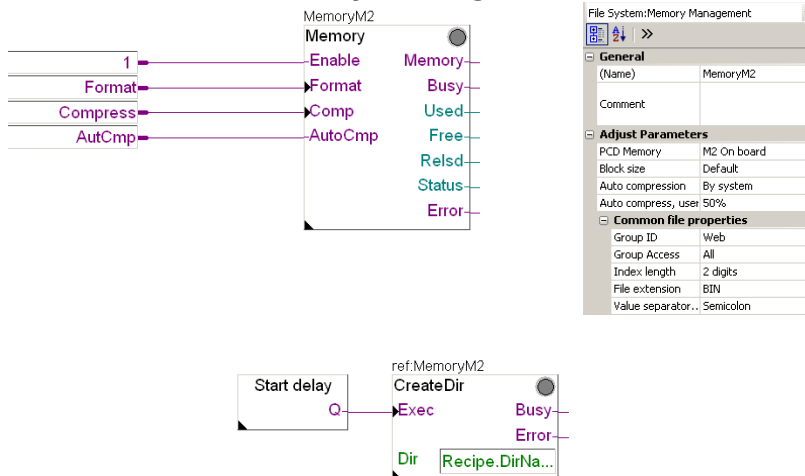 MemoryM2
Memory
1 Enable Memory
Format Format Busy
Compress Comp Used
AutCmp AutoCmp Free
Relsd
Status
Error
File System:Memory Management
General
(Name) MemoryM2
Comment
Adjust Parameters
PCD Memory M2 On board
Block size Default
Auto compression By system
Auto compress, user 50%
Common file properties
Group ID Web
Group Access All
Index length 2 digits
File extension BIN
Value separator.. Semicolon
ref:MemoryM2
Start delay CreateDir
Q Exec Busy
Error
Dir Recipe.DirNa...